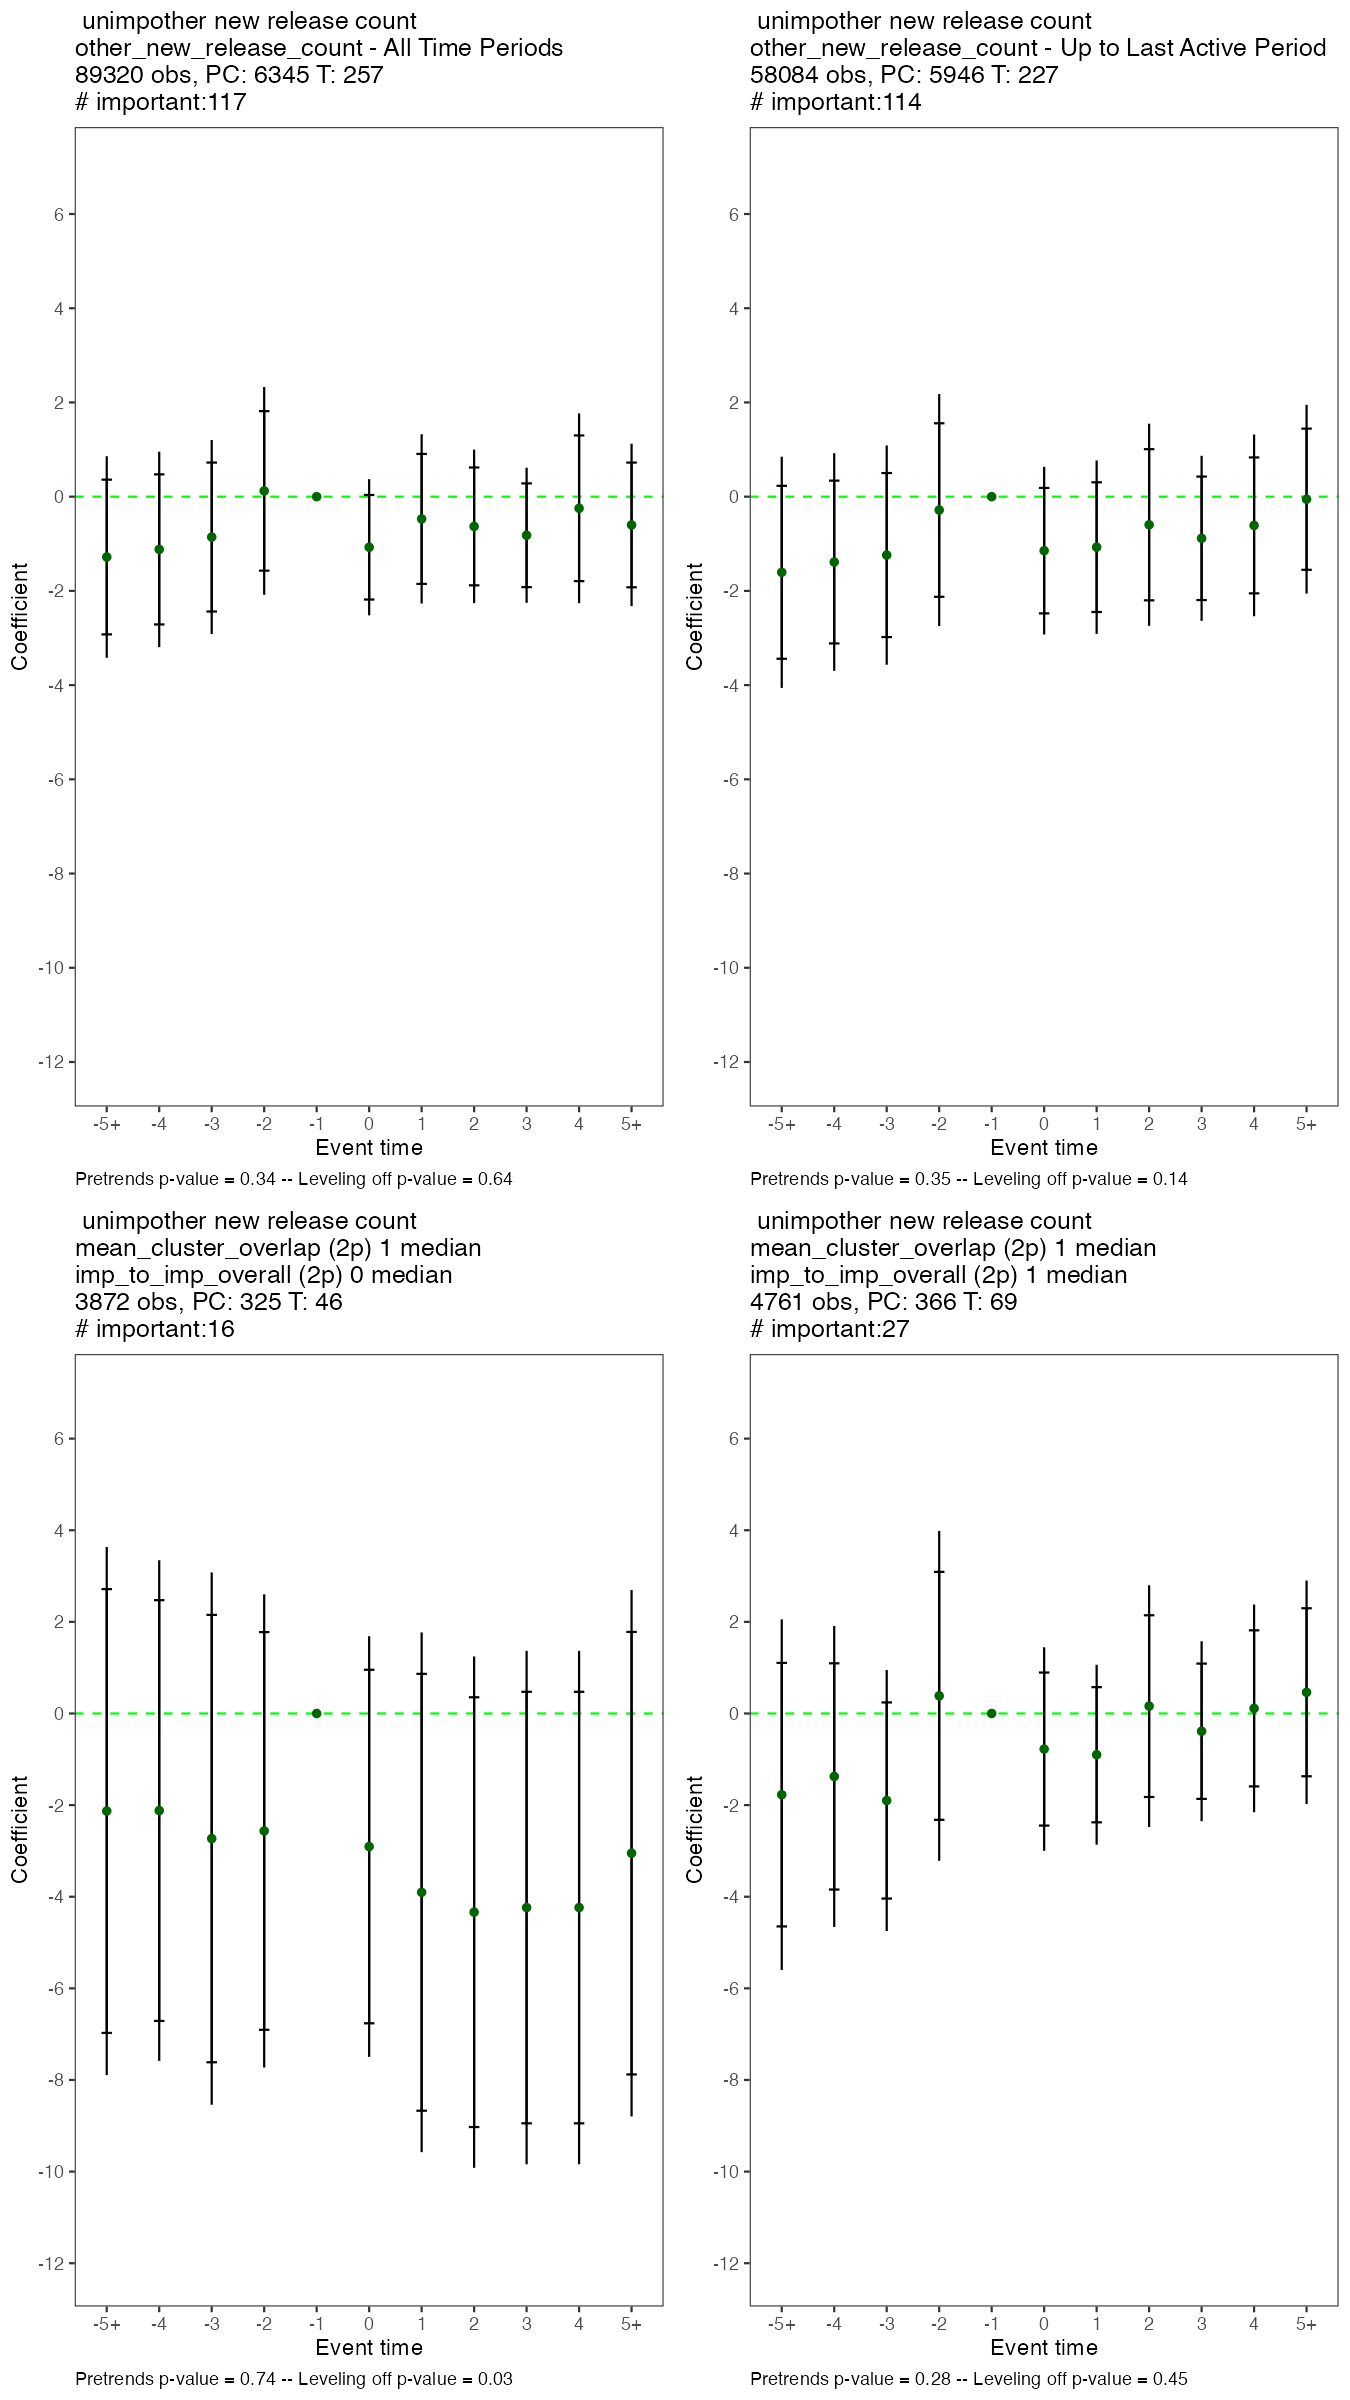 unimpother new release count
other_new_release_count - All Time Periods
89320 obs, PC: 6345 T: 257
# important:117
6
4
2
0
-2
-4
-6
-8
-10
-12
Coefficient
-5+ -4 -3 -2 -1 0 1 2 3 4 5+
Event time
Pretrends p-value = 0.34 -- Leveling off p-value = 0.64
unimpother new release count
other_new_release_count - Up to Last Active Period
58084 obs, PC: 5946 T: 227
# important:114
6
4
2
0
-2
-4
-6
-8
-10
-12
Coefficient
-5+ -4 -3 -2 -1 0 1 2 3 4 5+
Event time
Pretrends p-value = 0.35 -- Leveling off p-value = 0.14
unimpother new release count
mean_cluster_overlap (2p) 1 median
imp_to_imp_overall (2p) 0 median
3872 obs, PC: 325 T: 46
# important:16
6
4
2
0
-2
-4
-6
-8
-10
-12
Coefficient
-5+ -4 -3 -2 -1 0 1 2 3 4 5+
Event time
Pretrends p-value = 0.74 -- Leveling off p-value = 0.03
unimpother new release count
mean_cluster_overlap (2p) 1 median
imp_to_imp_overall (2p) 1 median
4761 obs, PC: 366 T: 69
# important:27
6
4
2
0
-2
-4
-6
-8
-10
-12
Coefficient
-5+ -4 -3 -2 -1 0 1 2 3 4 5+
Event time
Pretrends p-value = 0.28 -- Leveling off p-value = 0.45